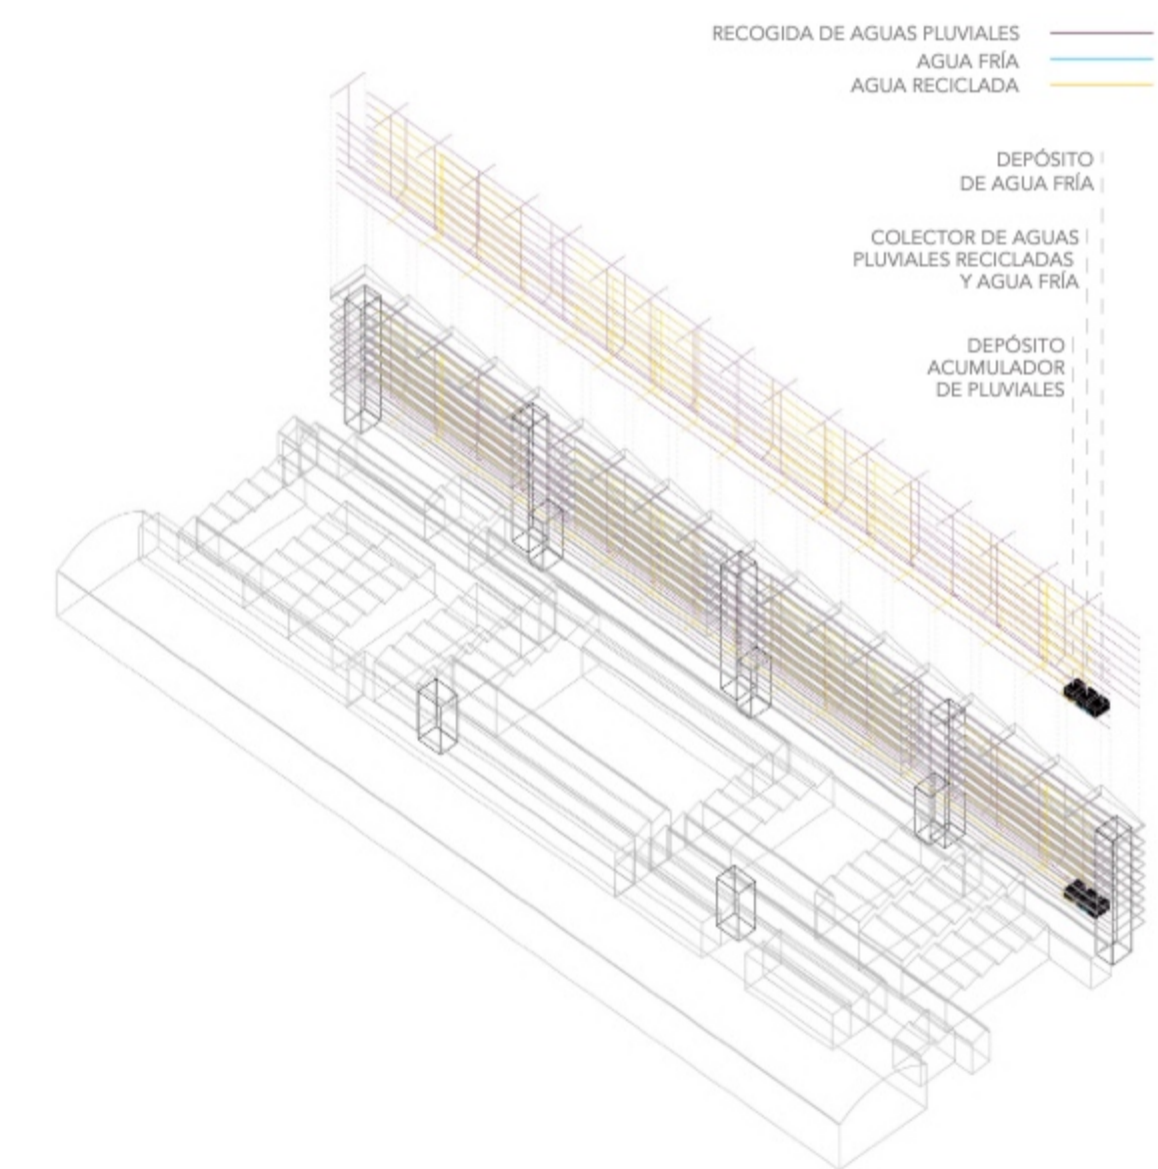 RECOGIDA DE AGUAS PLUVIALES
AGUA FRÍA
AGUA RECICLADA
DEPÓSITO
DE AGUA FRÍA
COLECTOR DE AGUAS
PLUVIALES RECICLADAS
Y AGUA FRÍA
DEPÓSITO
ACUMULADOR
DE PLUVIALES